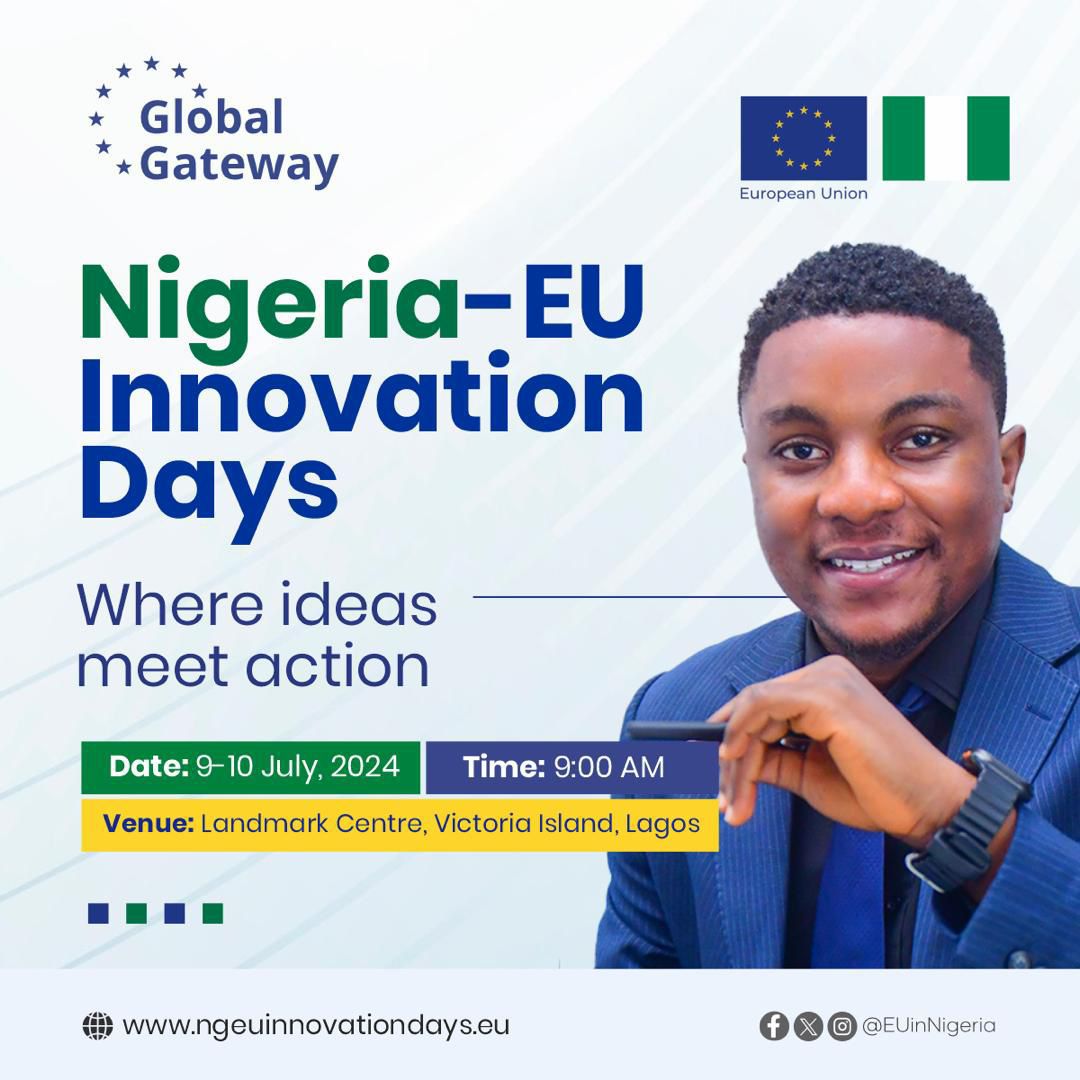 Global
Gateway
European Union
Nigeria-EU
Innovation
Days
Where ideas
meet action
Date: 9-10 July, 2024
Time: 9:00 AM
Venue: Landmark Centre, Victoria Island, Lagos
www.ngeuinnovationdays.eu
@EUinNigeria